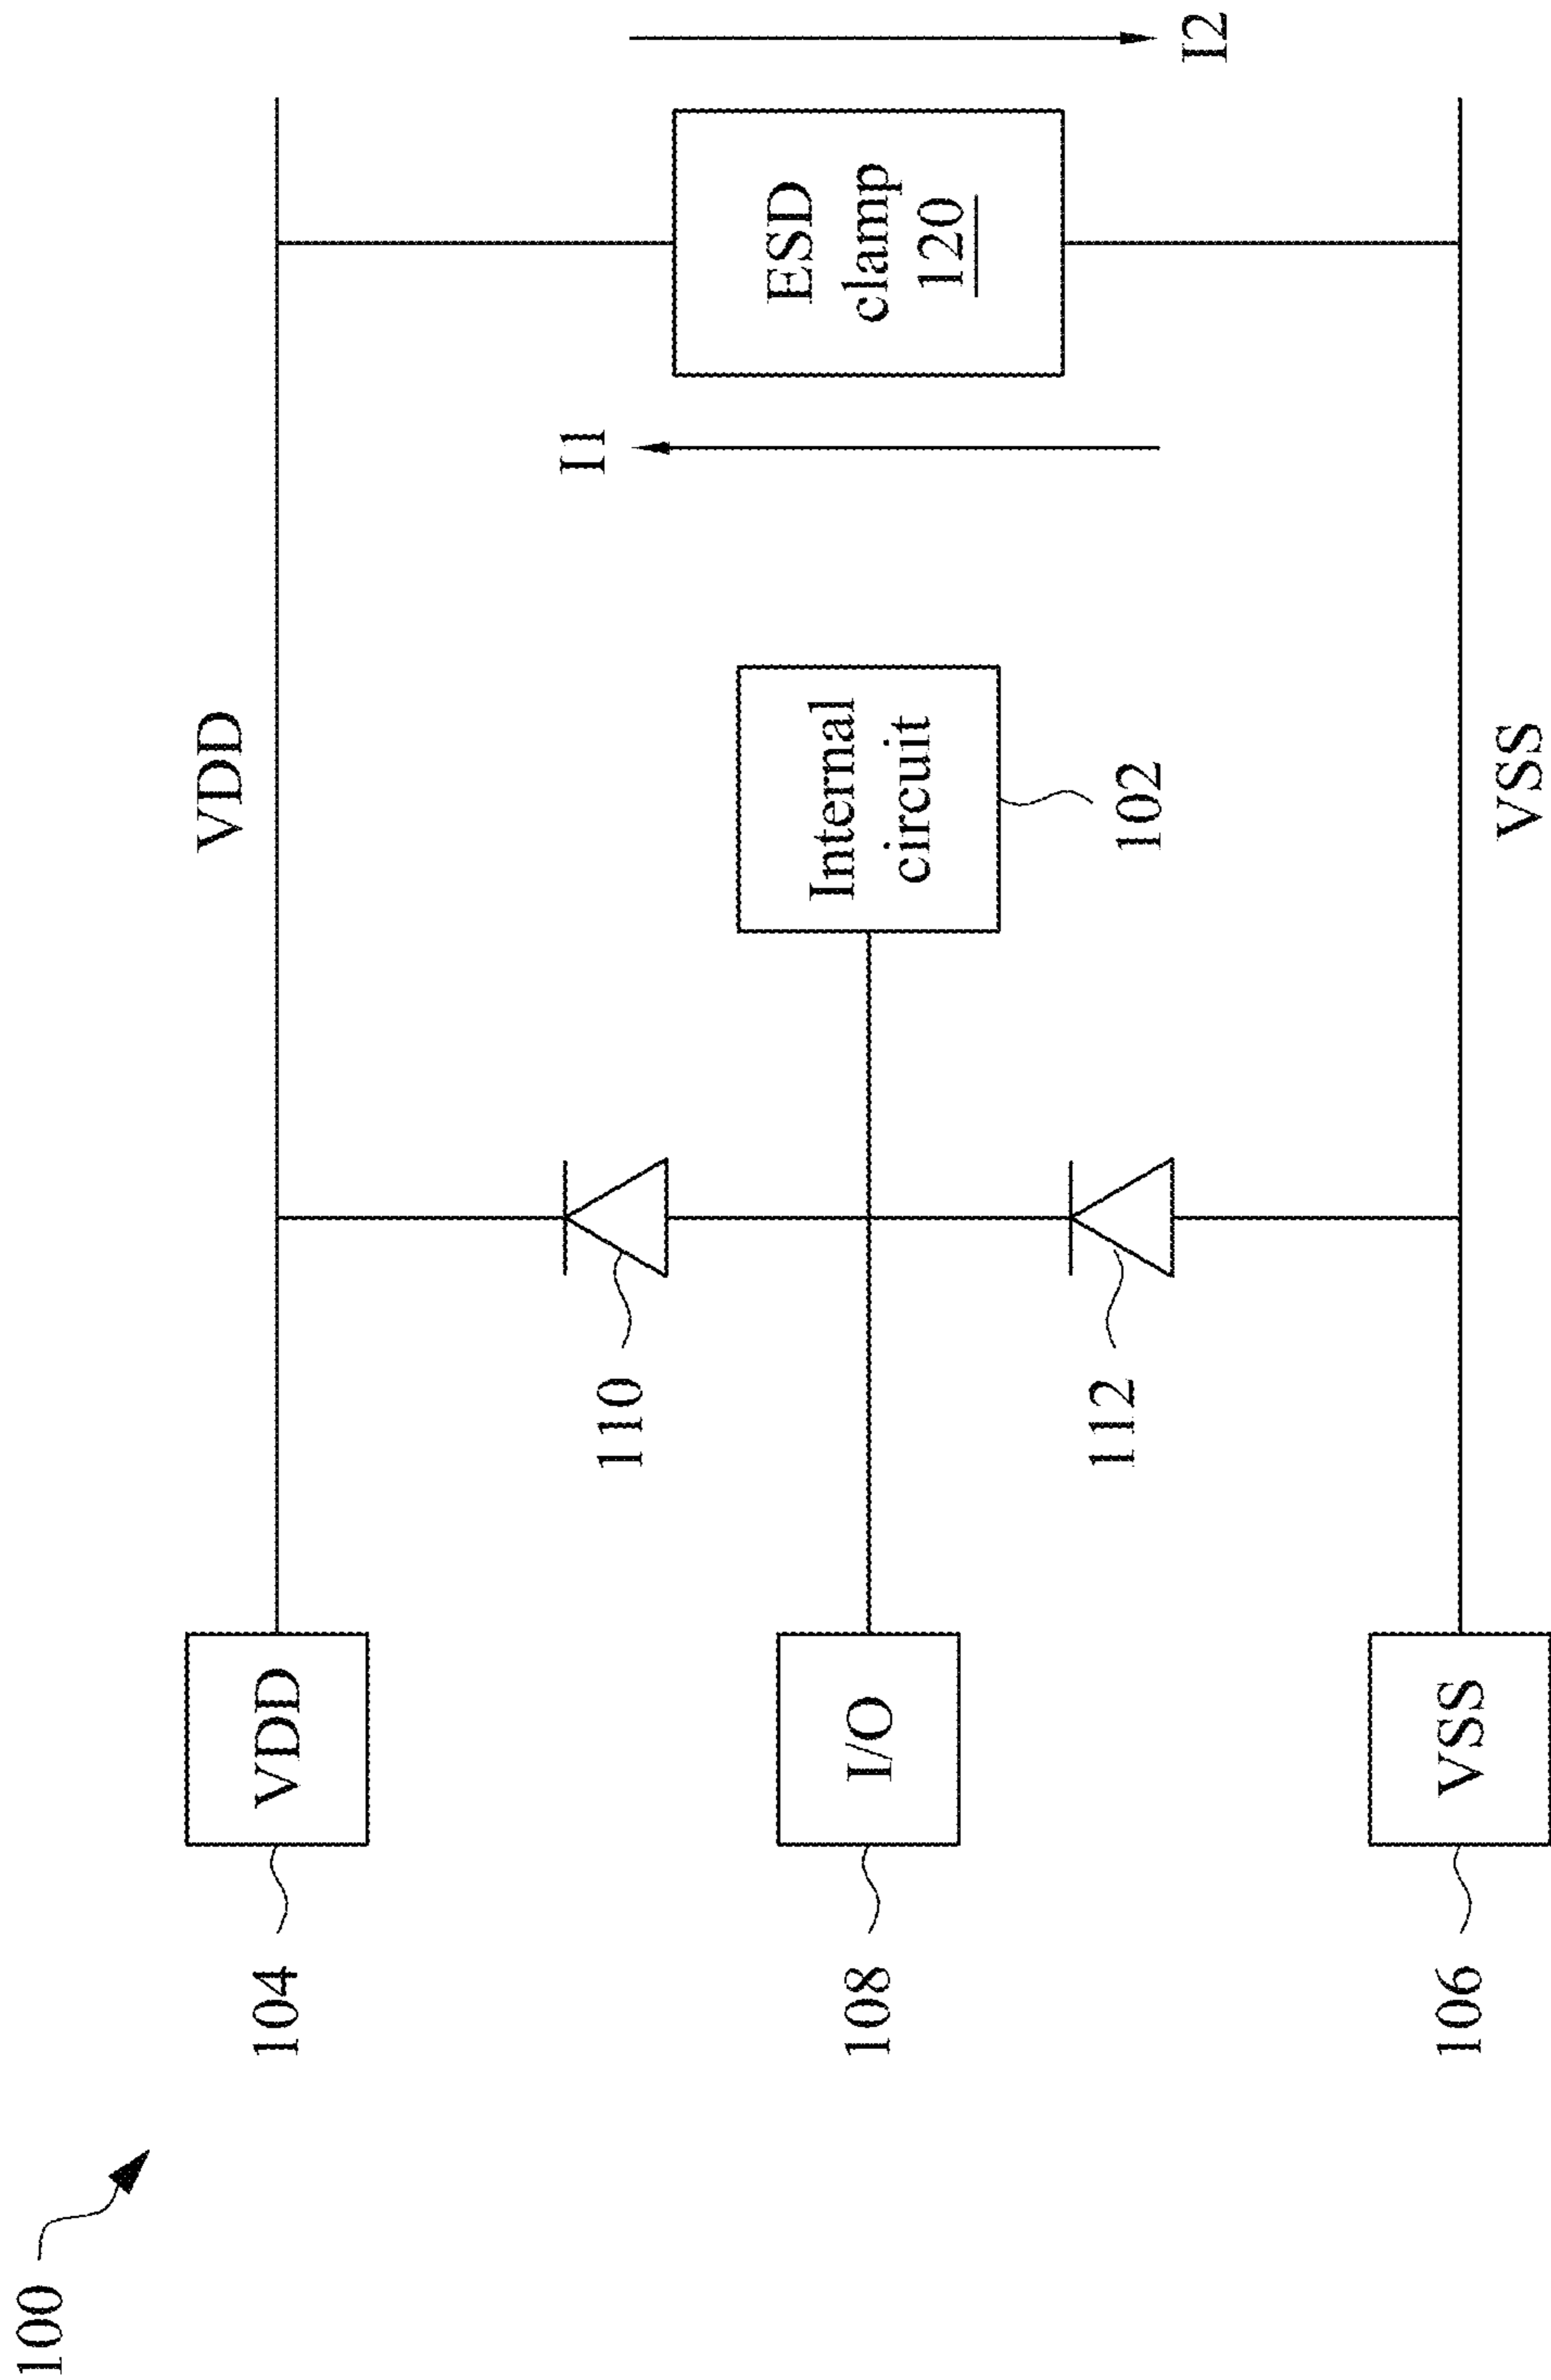 100
104
VDD
VDD
110
I1
108
I/O
Internal
circuit
102
ESD
clamp
120
112
I2
106
VSS
VSS